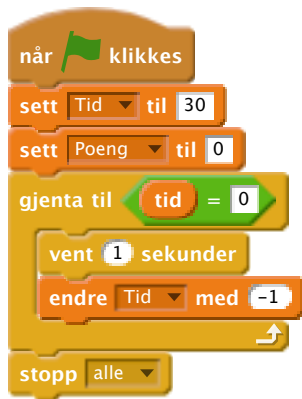 når klikkes
sett Tid til 30
sett Poeng til 0
gjenta til tid = 0
vent 1 sekunder
endre Tid med -1
stopp alle